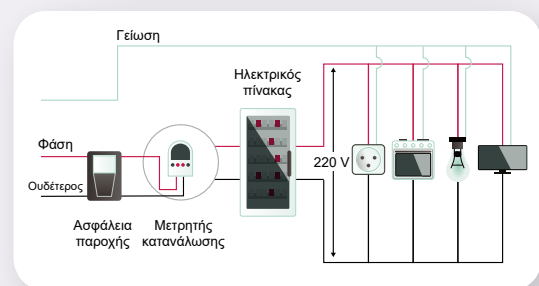 Γείωση
Ηλεκτρικός
πίνακας
Φάση
220 V
Ουδέτερος
Ασφάλεια
παροχής
Μετρητής
κατανάλωσης